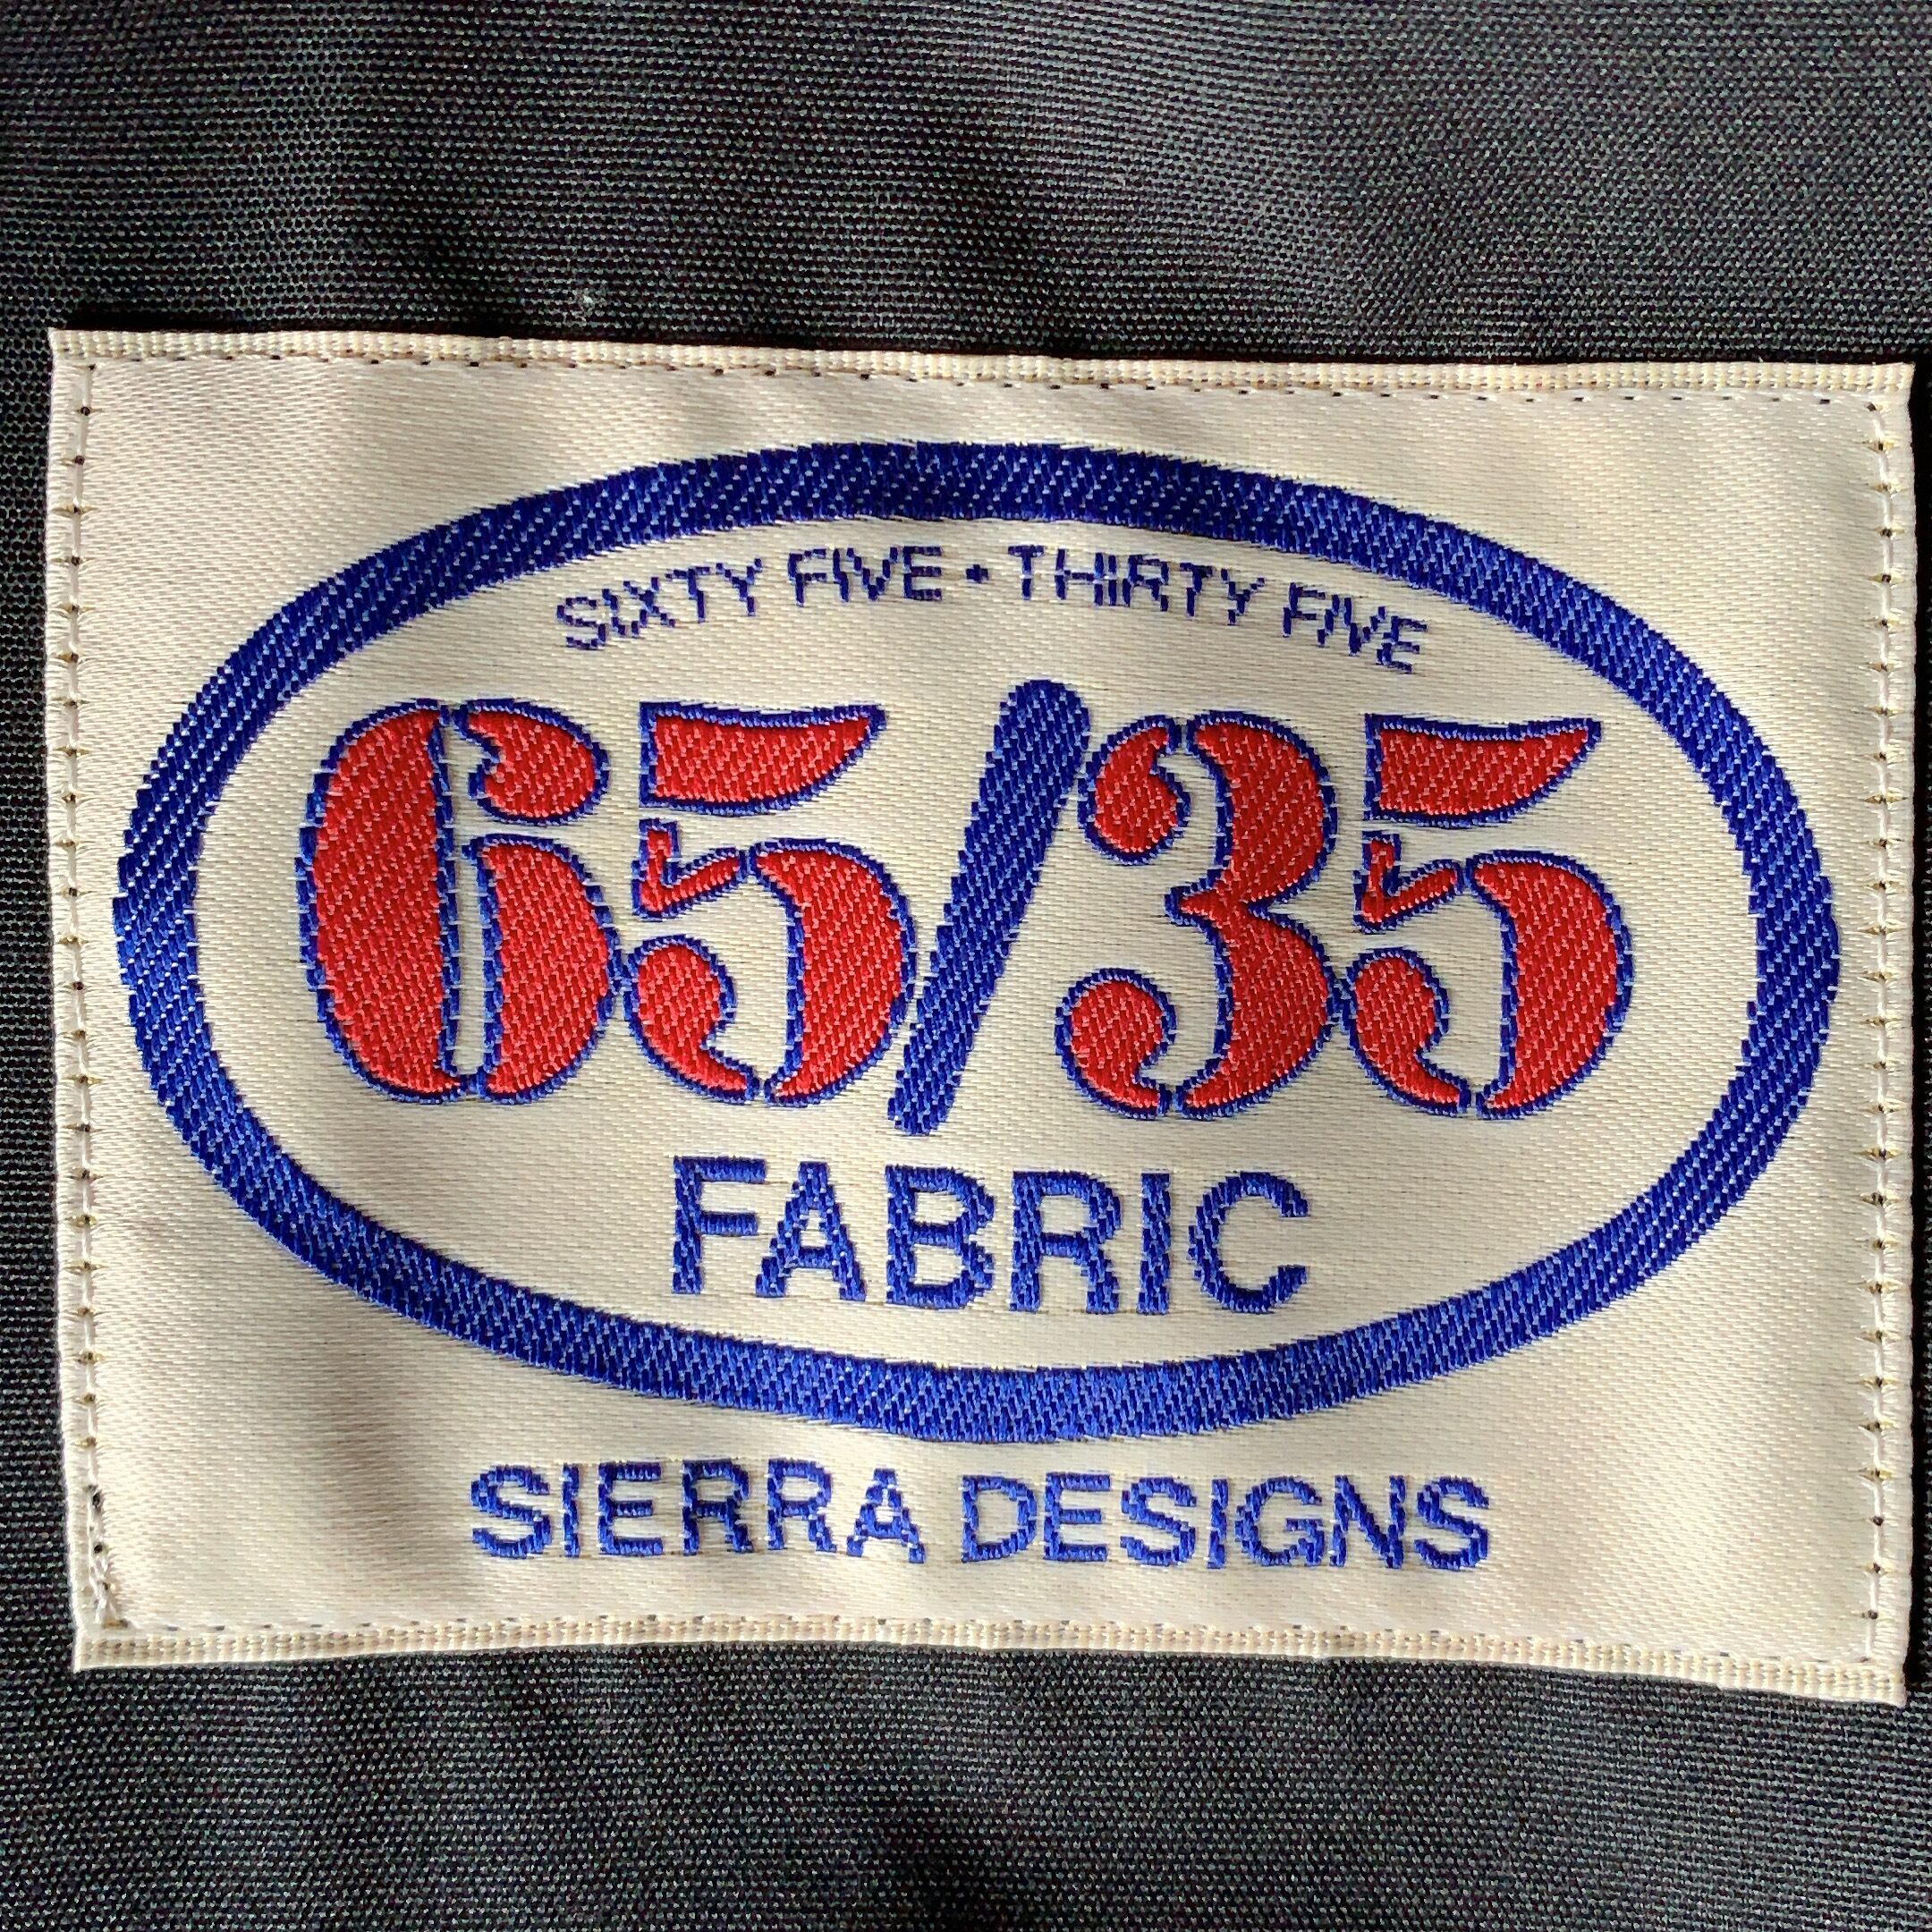 SIXTY FIVE • THIRTY FIVE
65/35
FABRIC
SIERRA DESIGNS